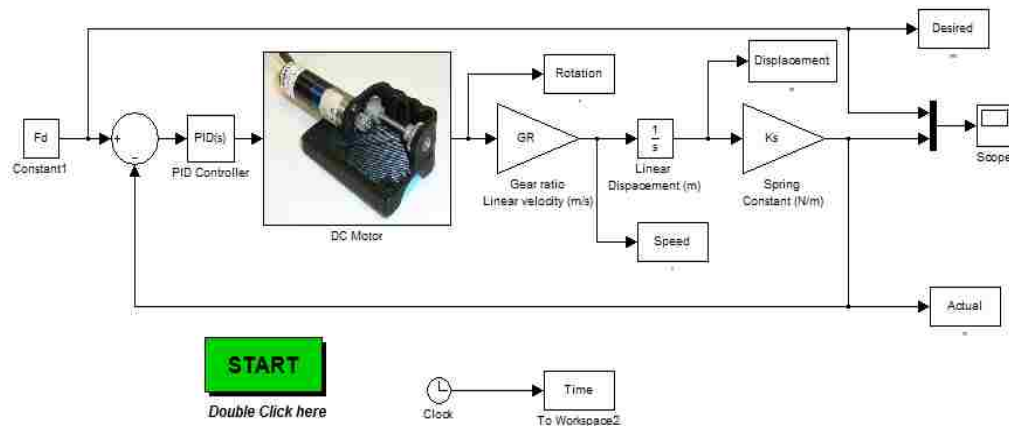 Desired
Displacement
Rotation
Fd
Constant1
+
−
PID(s)
PID Controller
DC Motor
GR
Gear ratio
Linear velocity (m/s)
1
s
Linear
Dispacement (m)
Ks
Spring
Constant (N/m)
Scope
Speed
Actual
START
Double Click here
Clock
Time
To Workspace2